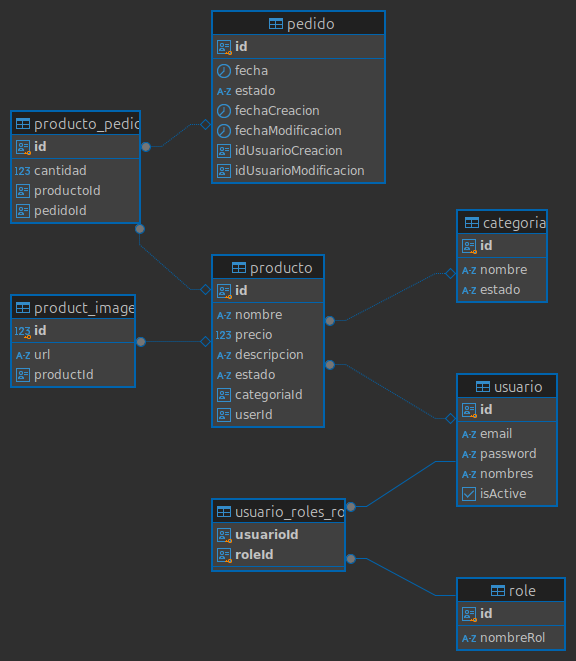 pedido
id
fecha
estado
fechaCreacion
fechaModificacion
idUsuarioCreacion
idUsuarioModificacion
producto_pedic
id
123 cantidad
productoId
pedidoId
categoria
id
A-Z nombre
A-Z estado
producto
id
A-Z nombre
123 precio
A-Z descripcion
A-Z estado
categoriaId
userId
product_image
123 id
A-Z url
productId
usuario
id
A-Z email
A-Z password
A-Z nombres
isActive
usuario_roles_ro
usuarioId
roleId
role
id
A-Z nombreRol